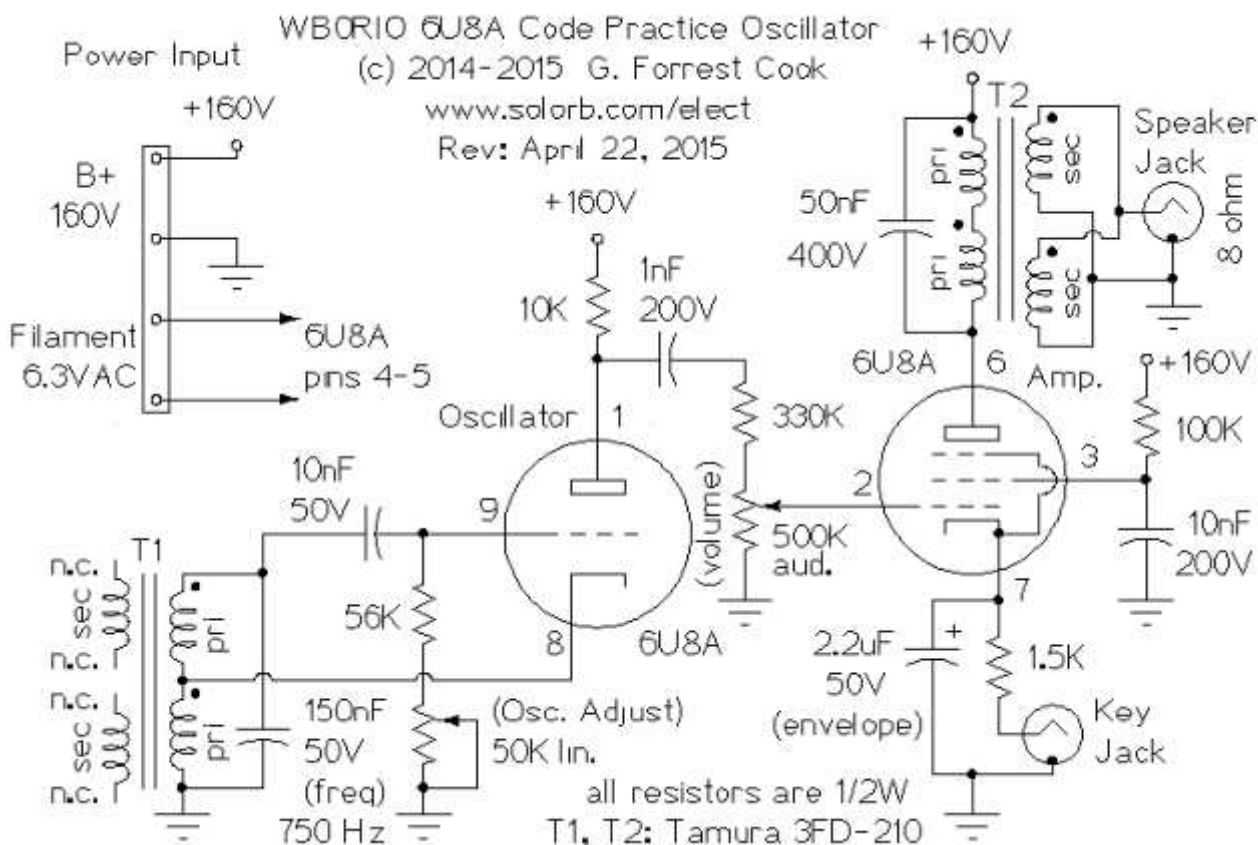 WB0RIO 6U8A Code Practice Oscillator
(c) 2014-2015 G. Forrest Cook
www.solorb.com/elect
Rev: April 22, 2015
Power Input
+160V
B+
160V
Filament
6.3VAC
6U8A
pins 4-5
+160V
10K
1nF
200V
Oscillator
1
330K
10nF
50V
9
(volume)
500K
aud.
T1
n.c.
sec
n.c.
n.c.
sec
n.c.
pri
pri
56K
8
6U8A
150nF
50V
(freq)
750 Hz
(Osc. Adjust)
50K lin.
+160V
T2
50nF
400V
pri
pri
sec
sec
Speaker
Jack
8 ohm
6U8A
6
Amp.
+160V
100K
2
3
10nF
200V
7
2.2uF
+
50V
(envelope)
1.5K
Key
Jack
all resistors are 1/2W
T1, T2: Tamura 3FD-210